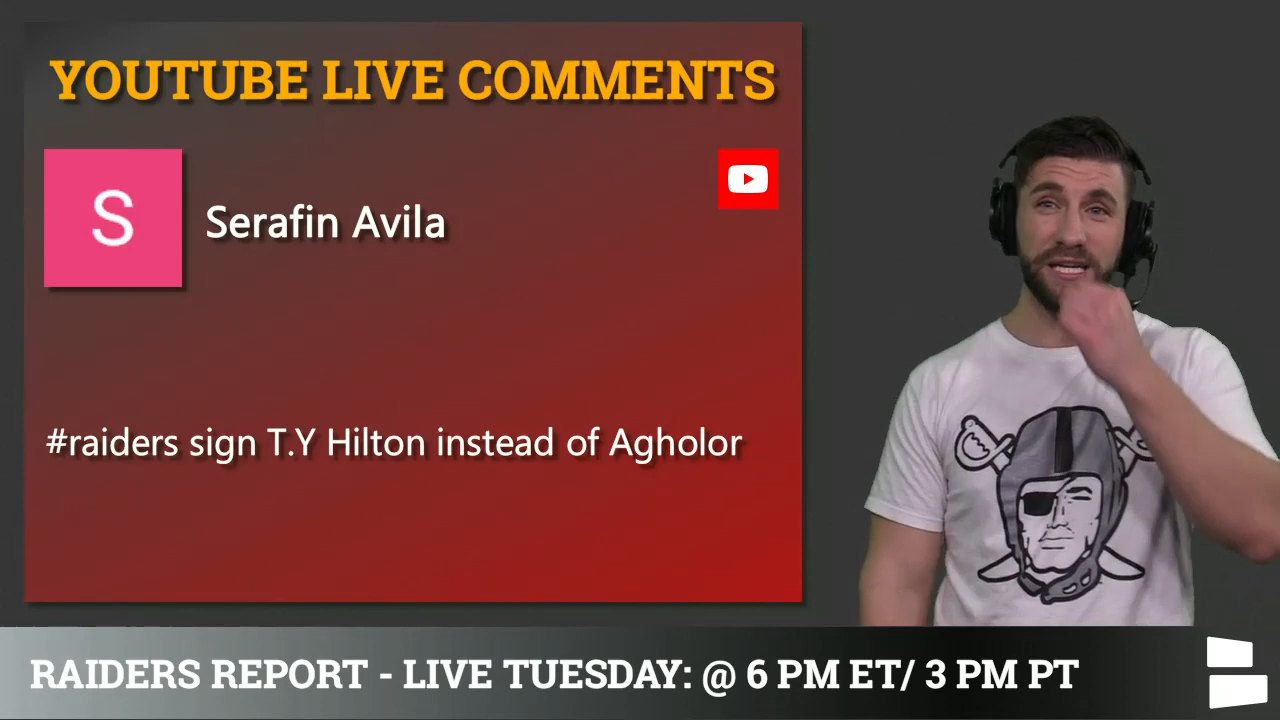 YOUTUBE LIVE COMMENTS
S
Serafin Avila
#raiders sign T.Y Hilton instead of Agholor
RAIDERS REPORT - LIVE TUESDAY: @ 6 PM ET/ 3 PM PT